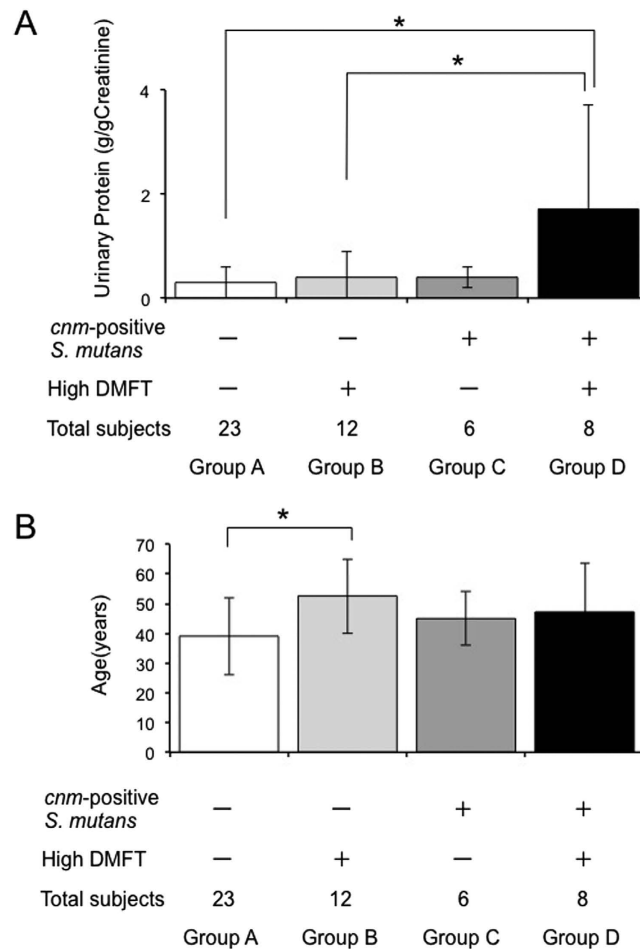 A
*
*
Urinary Protein (g/gCreatinine)
4
2
0
cnm-positive
S. mutans
— — + +
High DMFT — + — +
Total subjects 23 12 6 8
Group A Group B Group C Group D
B
*
Age(years)
70
60
50
40
30
20
10
0
cnm-positive
S. mutans
— — + +
High DMFT — + — +
Total subjects 23 12 6 8
Group A Group B Group C Group D